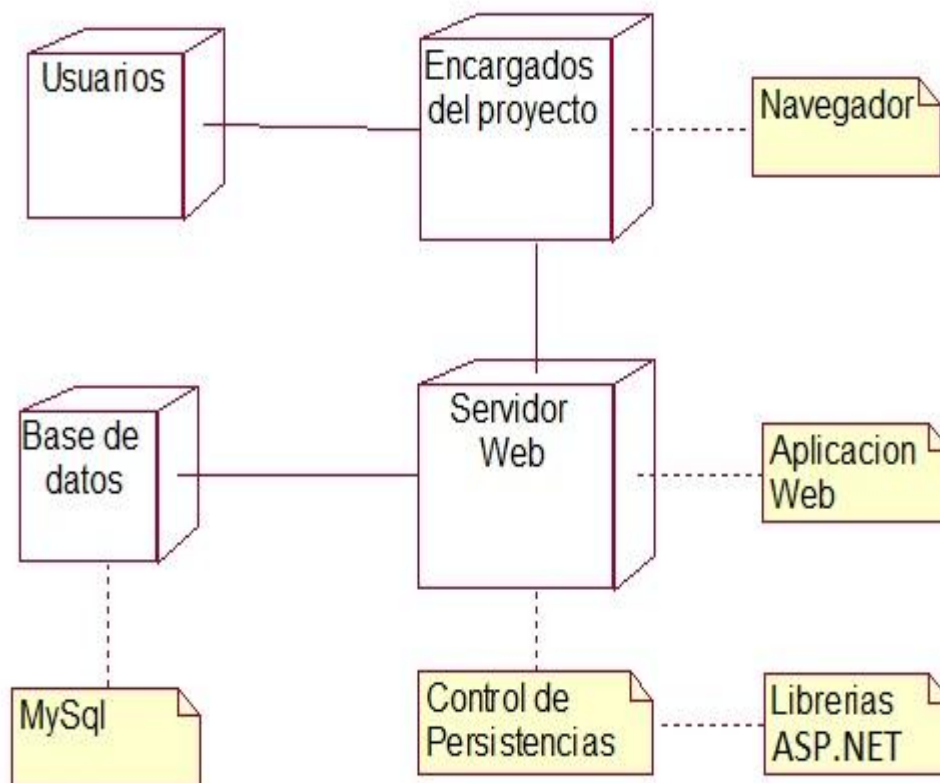 Usuarios
Encargados
del proyecto
Navegador
Base de
datos
Servidor
Web
Aplicacion
Web
MySql
Control de
Persistencias
Librerias
ASP.NET